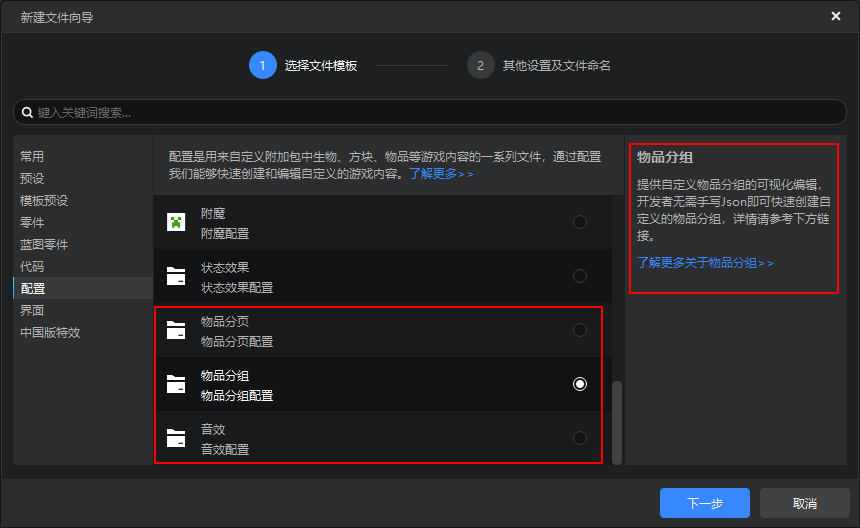 新建文件向导
1 选择文件模板
2 其他设置及文件命名
键入关键词搜索...
常用
预设
模板预设
零件
蓝图零件
代码
配置
界面
中国版特效
配置是用来自定义附加包中生物、方块、物品等游戏内容的一系列文件，通过配置
我们能够快速创建和编辑自定义的游戏内容。了解更多>>
附魔
附魔配置
状态效果
状态效果配置
物品分页
物品分页配置
物品分组
物品分组配置
音效
音效配置
物品分组
提供自定义物品分组的可视化编辑，
开发者无需手写Json即可快速创建自
定义的物品分组，详情请参考下方链
接。
了解更多关于物品分组>>
下一步
取消